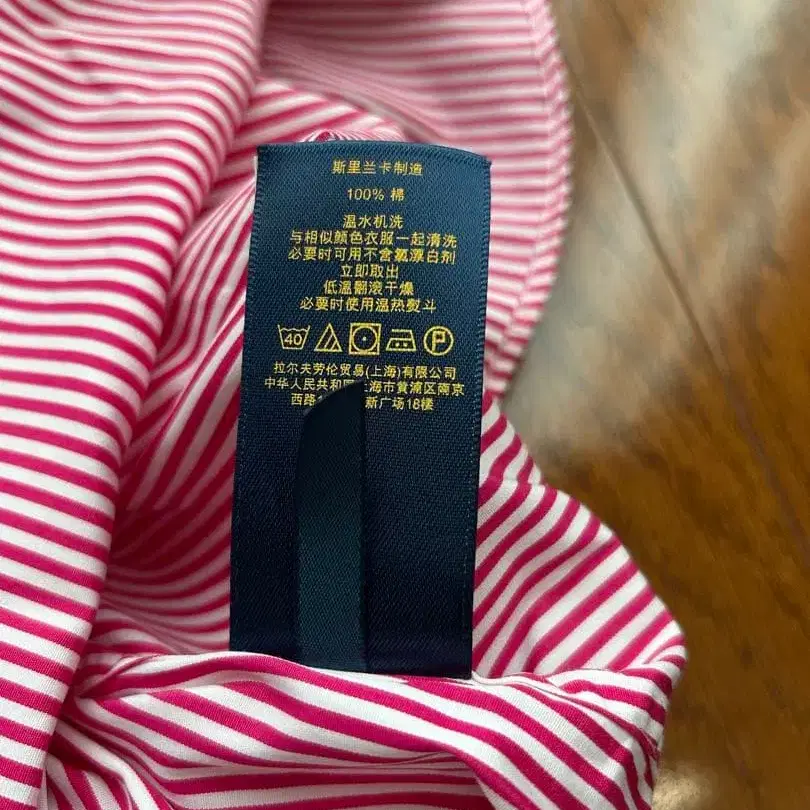 斯里兰卡制造
100% 棉
温水机洗
与相似颜色衣服一起清洗
必要时可用不含氯漂白剂
立即取出
低温翻滚干燥
必要时使用温热熨斗
40 P
拉尔夫劳伦贸易(上海)有限公司
中华人民共和国上海市黄浦区南京
西路 新广场18楼